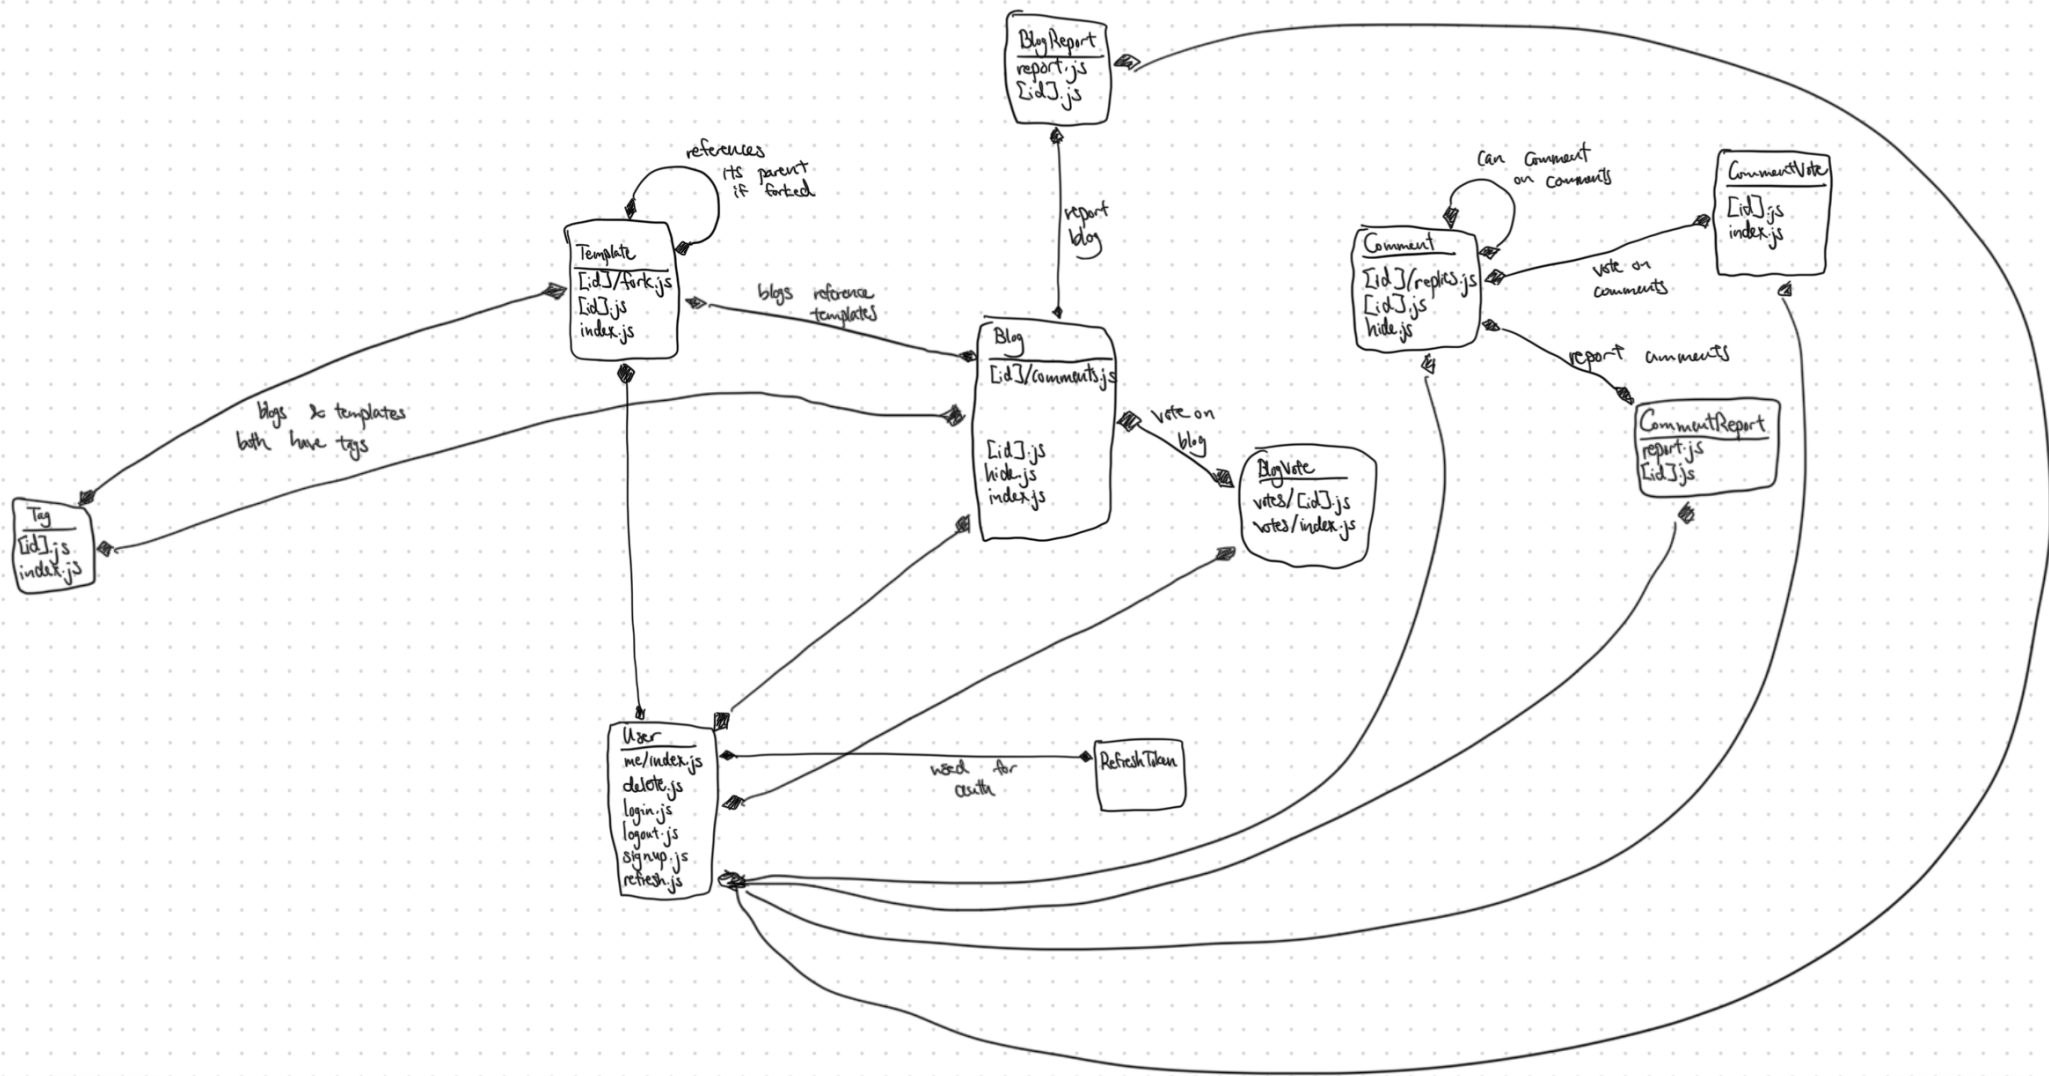 BlogReport
report.js
[id].js
references
its parent
if forked
Template
[id]/fork.js
[id].js
index.js
blogs reference
templates
report
blog
can comment
on comments
Comment
[id]/replies.js
[id].js
hide.js
CommentVote
[id].js
index.js
vote on
comments
report comments
CommentReport
report.js
[id].js
Blog
[id]/comments.js
[id].js
hide.js
index.js
vote on
blog
BlogVote
votes/[id].js
votes/index.js
blogs & templates
both have tags
Tag
[id].js
index.js
User
me/index.js
delete.js
login.js
logout.js
signup.js
refresh.js
used for
auth
RefreshToken